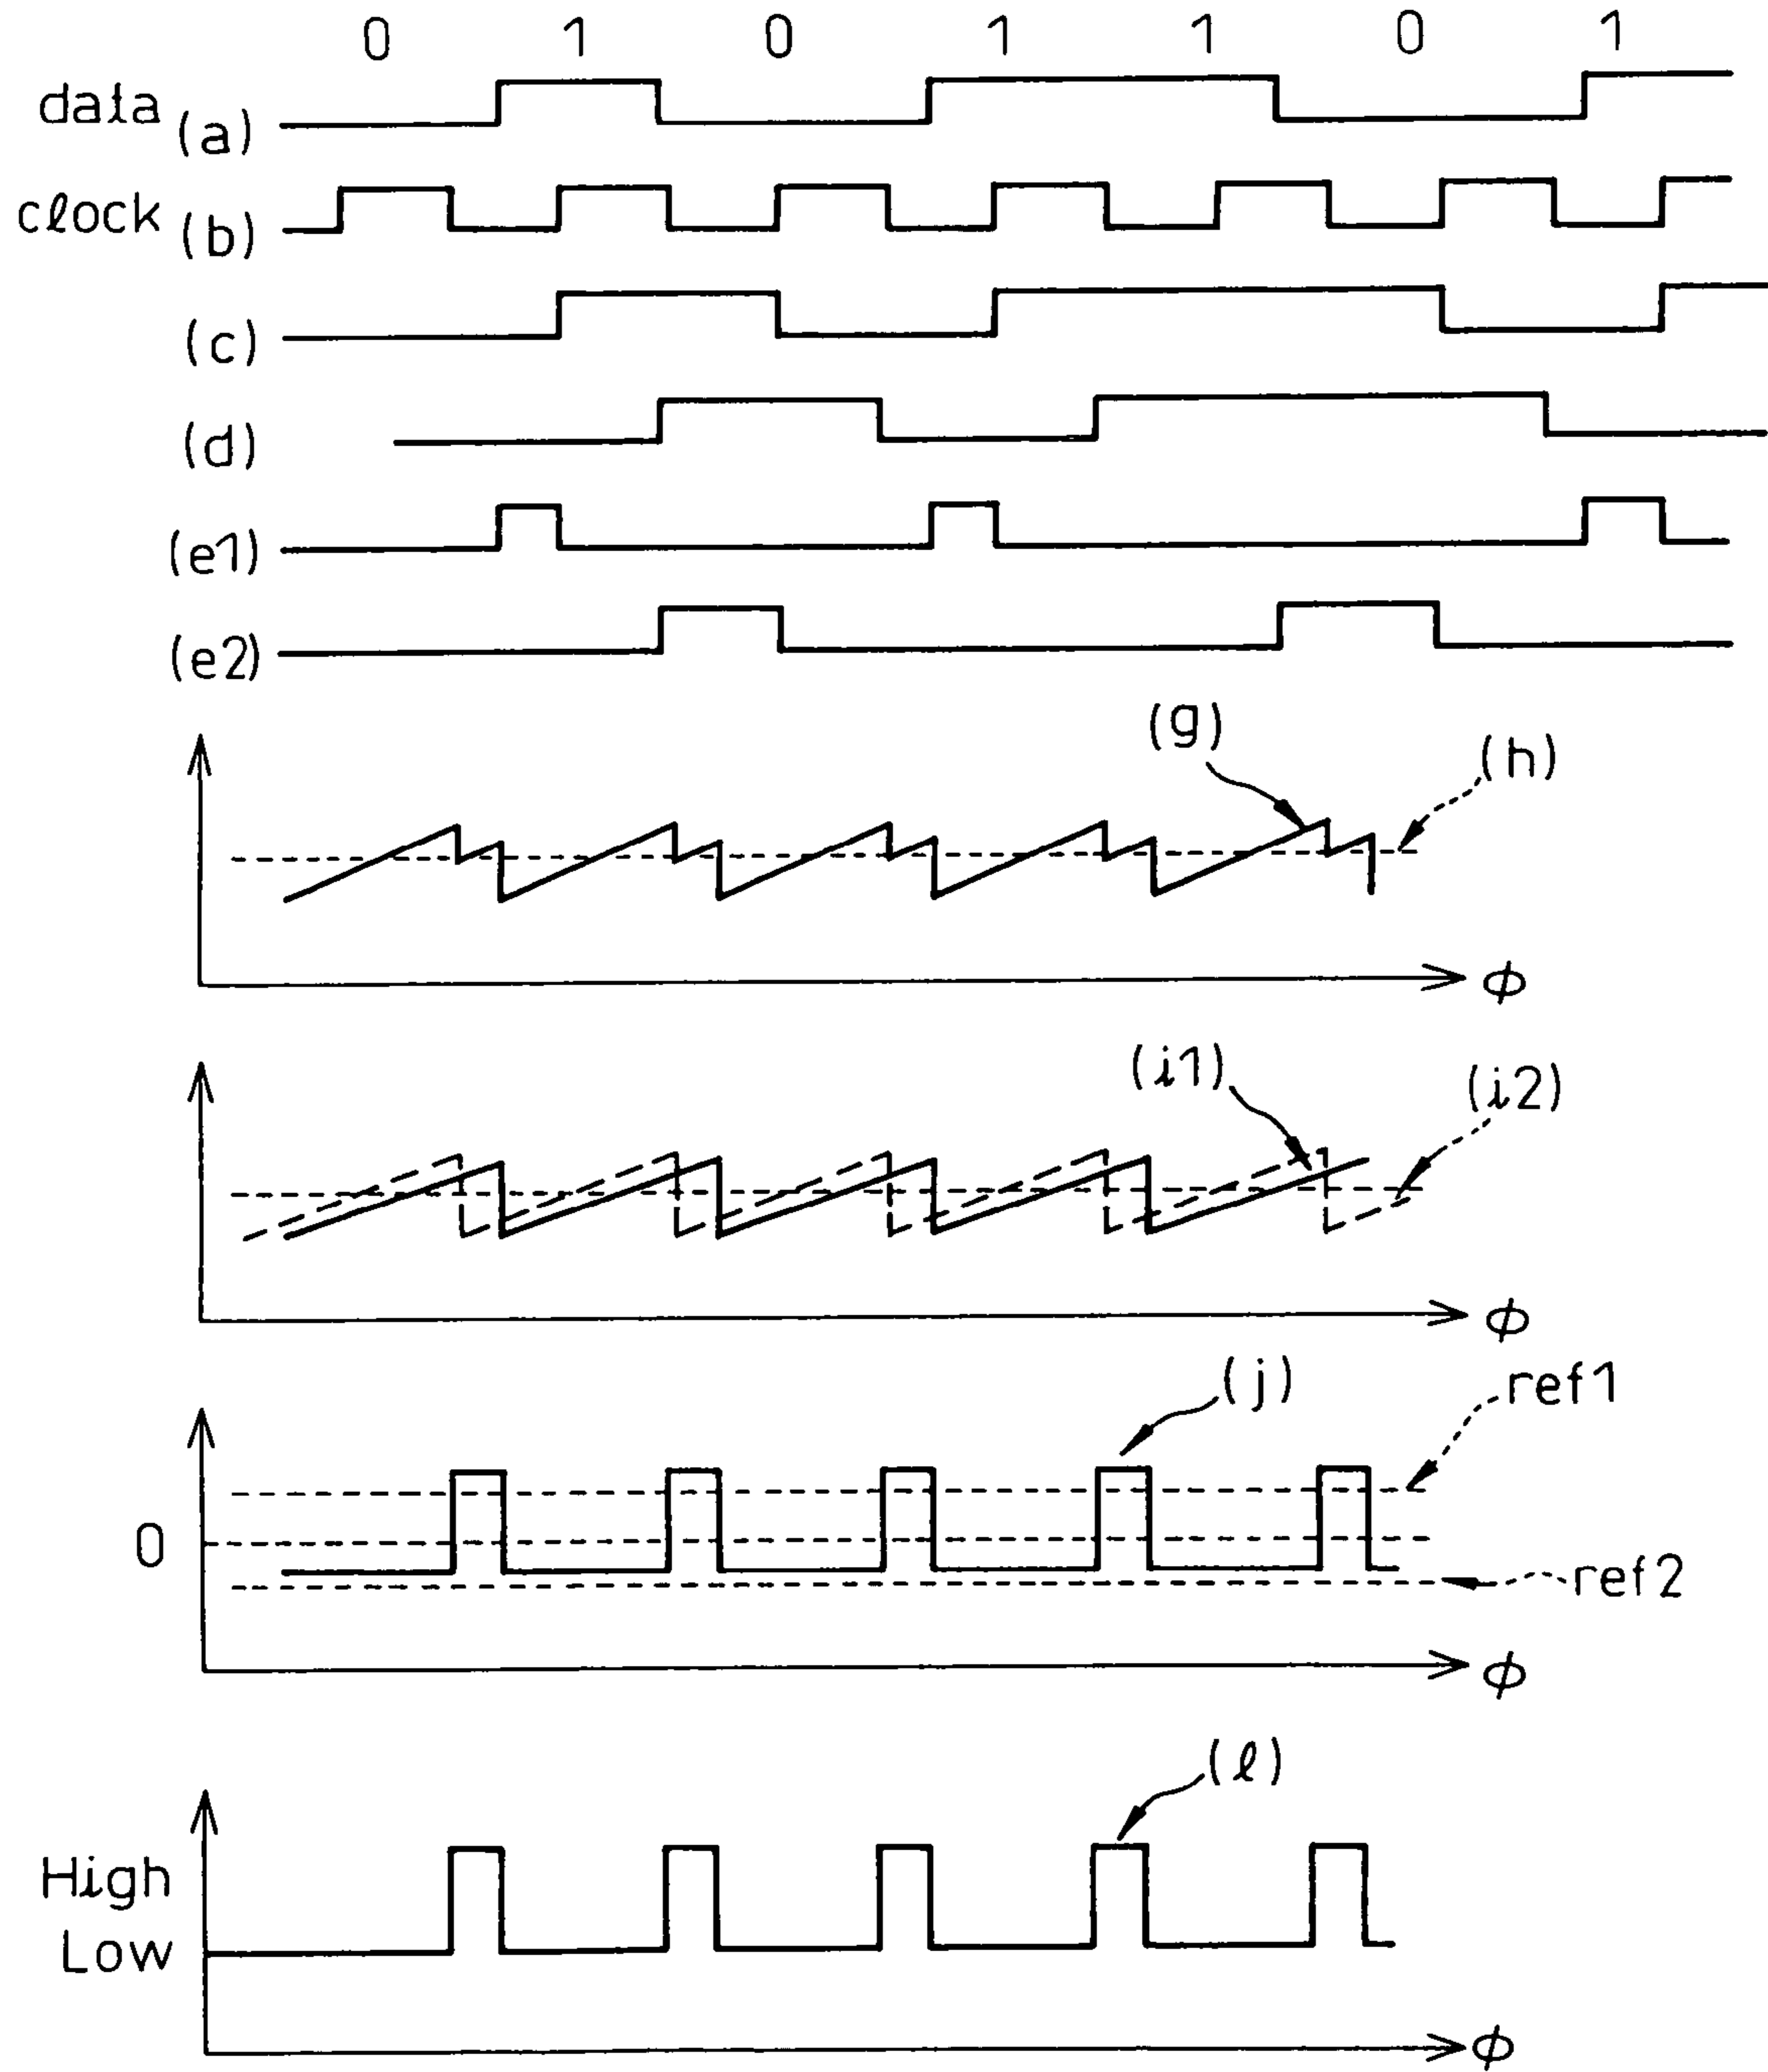 0 1 0 1 1 0 1
data (a)
clock (b)
(c)
(d)
(e1)
(e2)
(g)
(h)
ϕ
(i1)
(i2)
ϕ
(j)
ref1
0
ref2
ϕ
(ℓ)
High
Low
ϕ